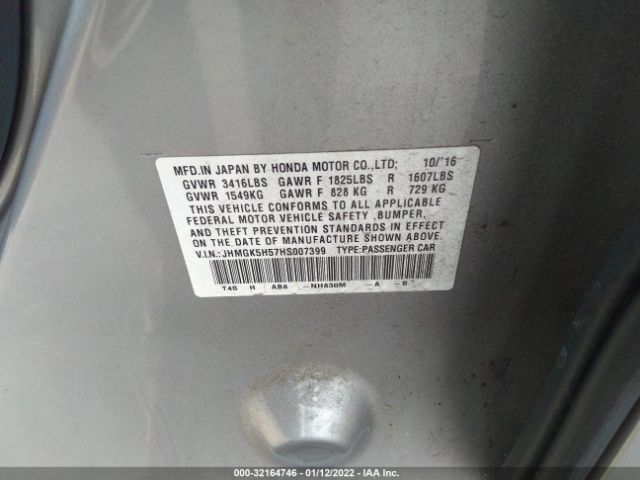 MFD.IN JAPAN BY HONDA MOTOR CO.,LTD; 10/'16
GVWR 3416LBS GAWR F 1825LBS R 1607LBS
GVWR 1549KG GAWR F 828 KG R 729 KG
THIS VEHICLE CONFORMS TO ALL APPLICABLE
FEDERAL MOTOR VEHICLE SAFETY ,BUMPER,
AND THEFT PREVENTION STANDARDS IN EFFECT
ON THE DATE OF MANUFACTURE SHOWN ABOVE.
V.I.N.: JHMGK5H57HS007399 TYPE:PASSENGER CAR
T4B H AB8 -NH830M -A -B
000-32164746 - 01/12/2022 - IAA Inc.